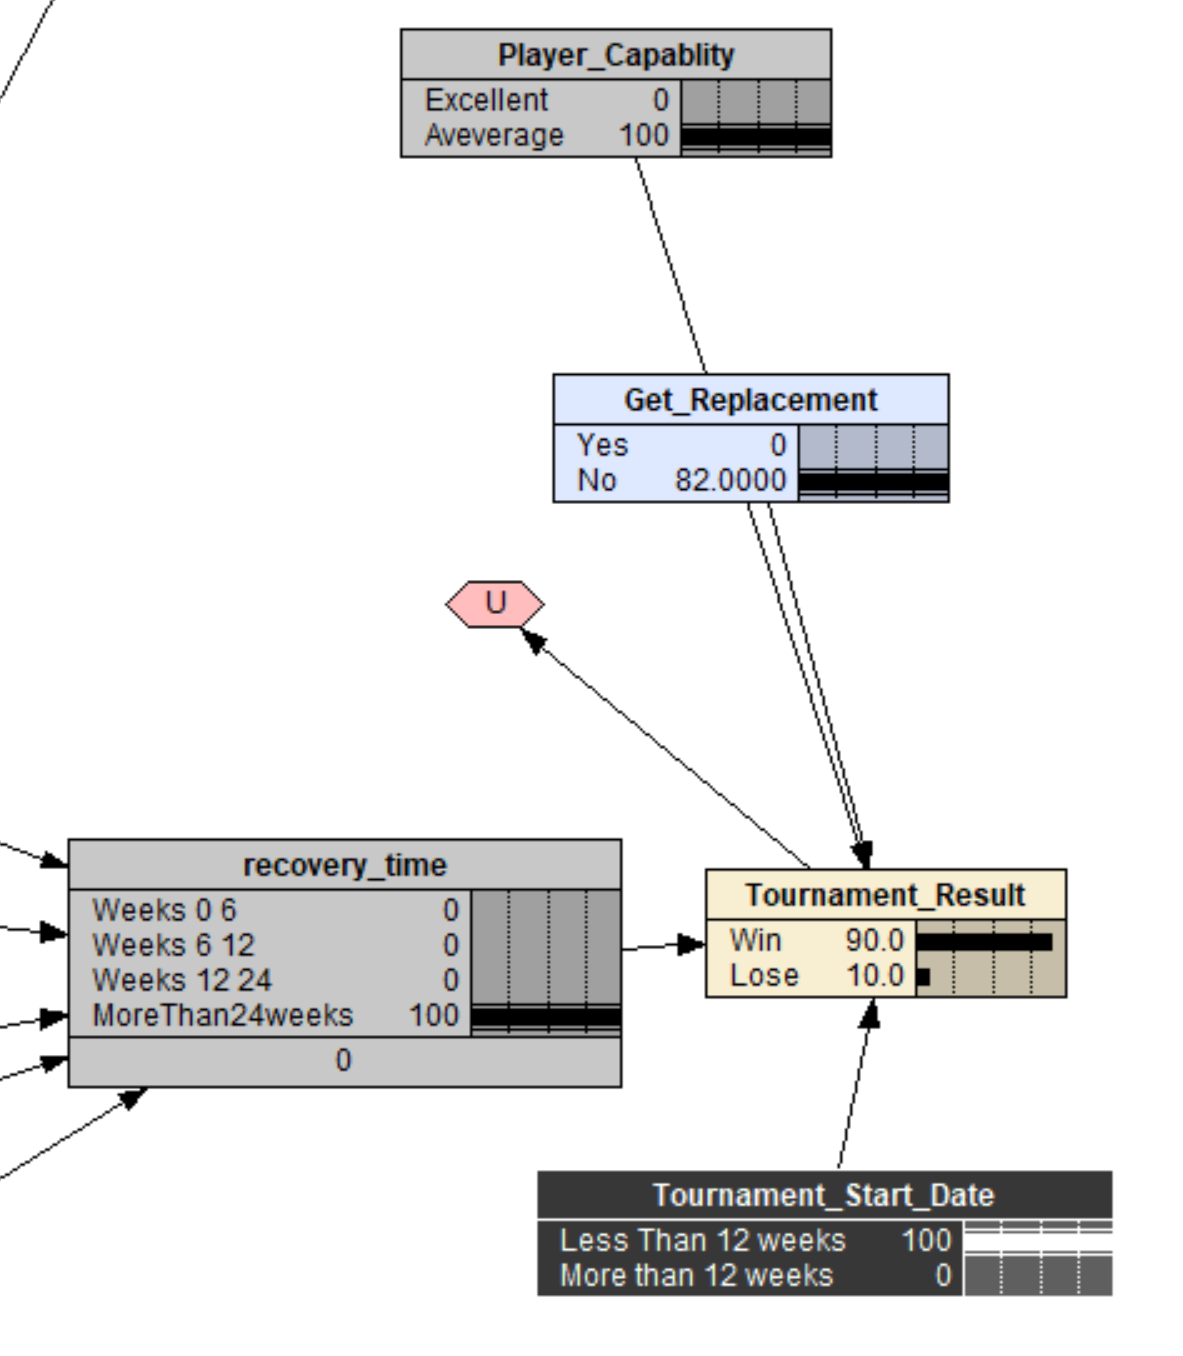 Player_Capablity
Excellent 0
Aveverage 100
Get_Replacement
Yes 0
No 82.0000
U
recovery_time
Weeks 0 6 0
Weeks 6 12 0
Weeks 12 24 0
MoreThan24weeks 100
0
Tournament_Result
Win 90.0
Lose 10.0
Tournament_Start_Date
Less Than 12 weeks 100
More than 12 weeks 0